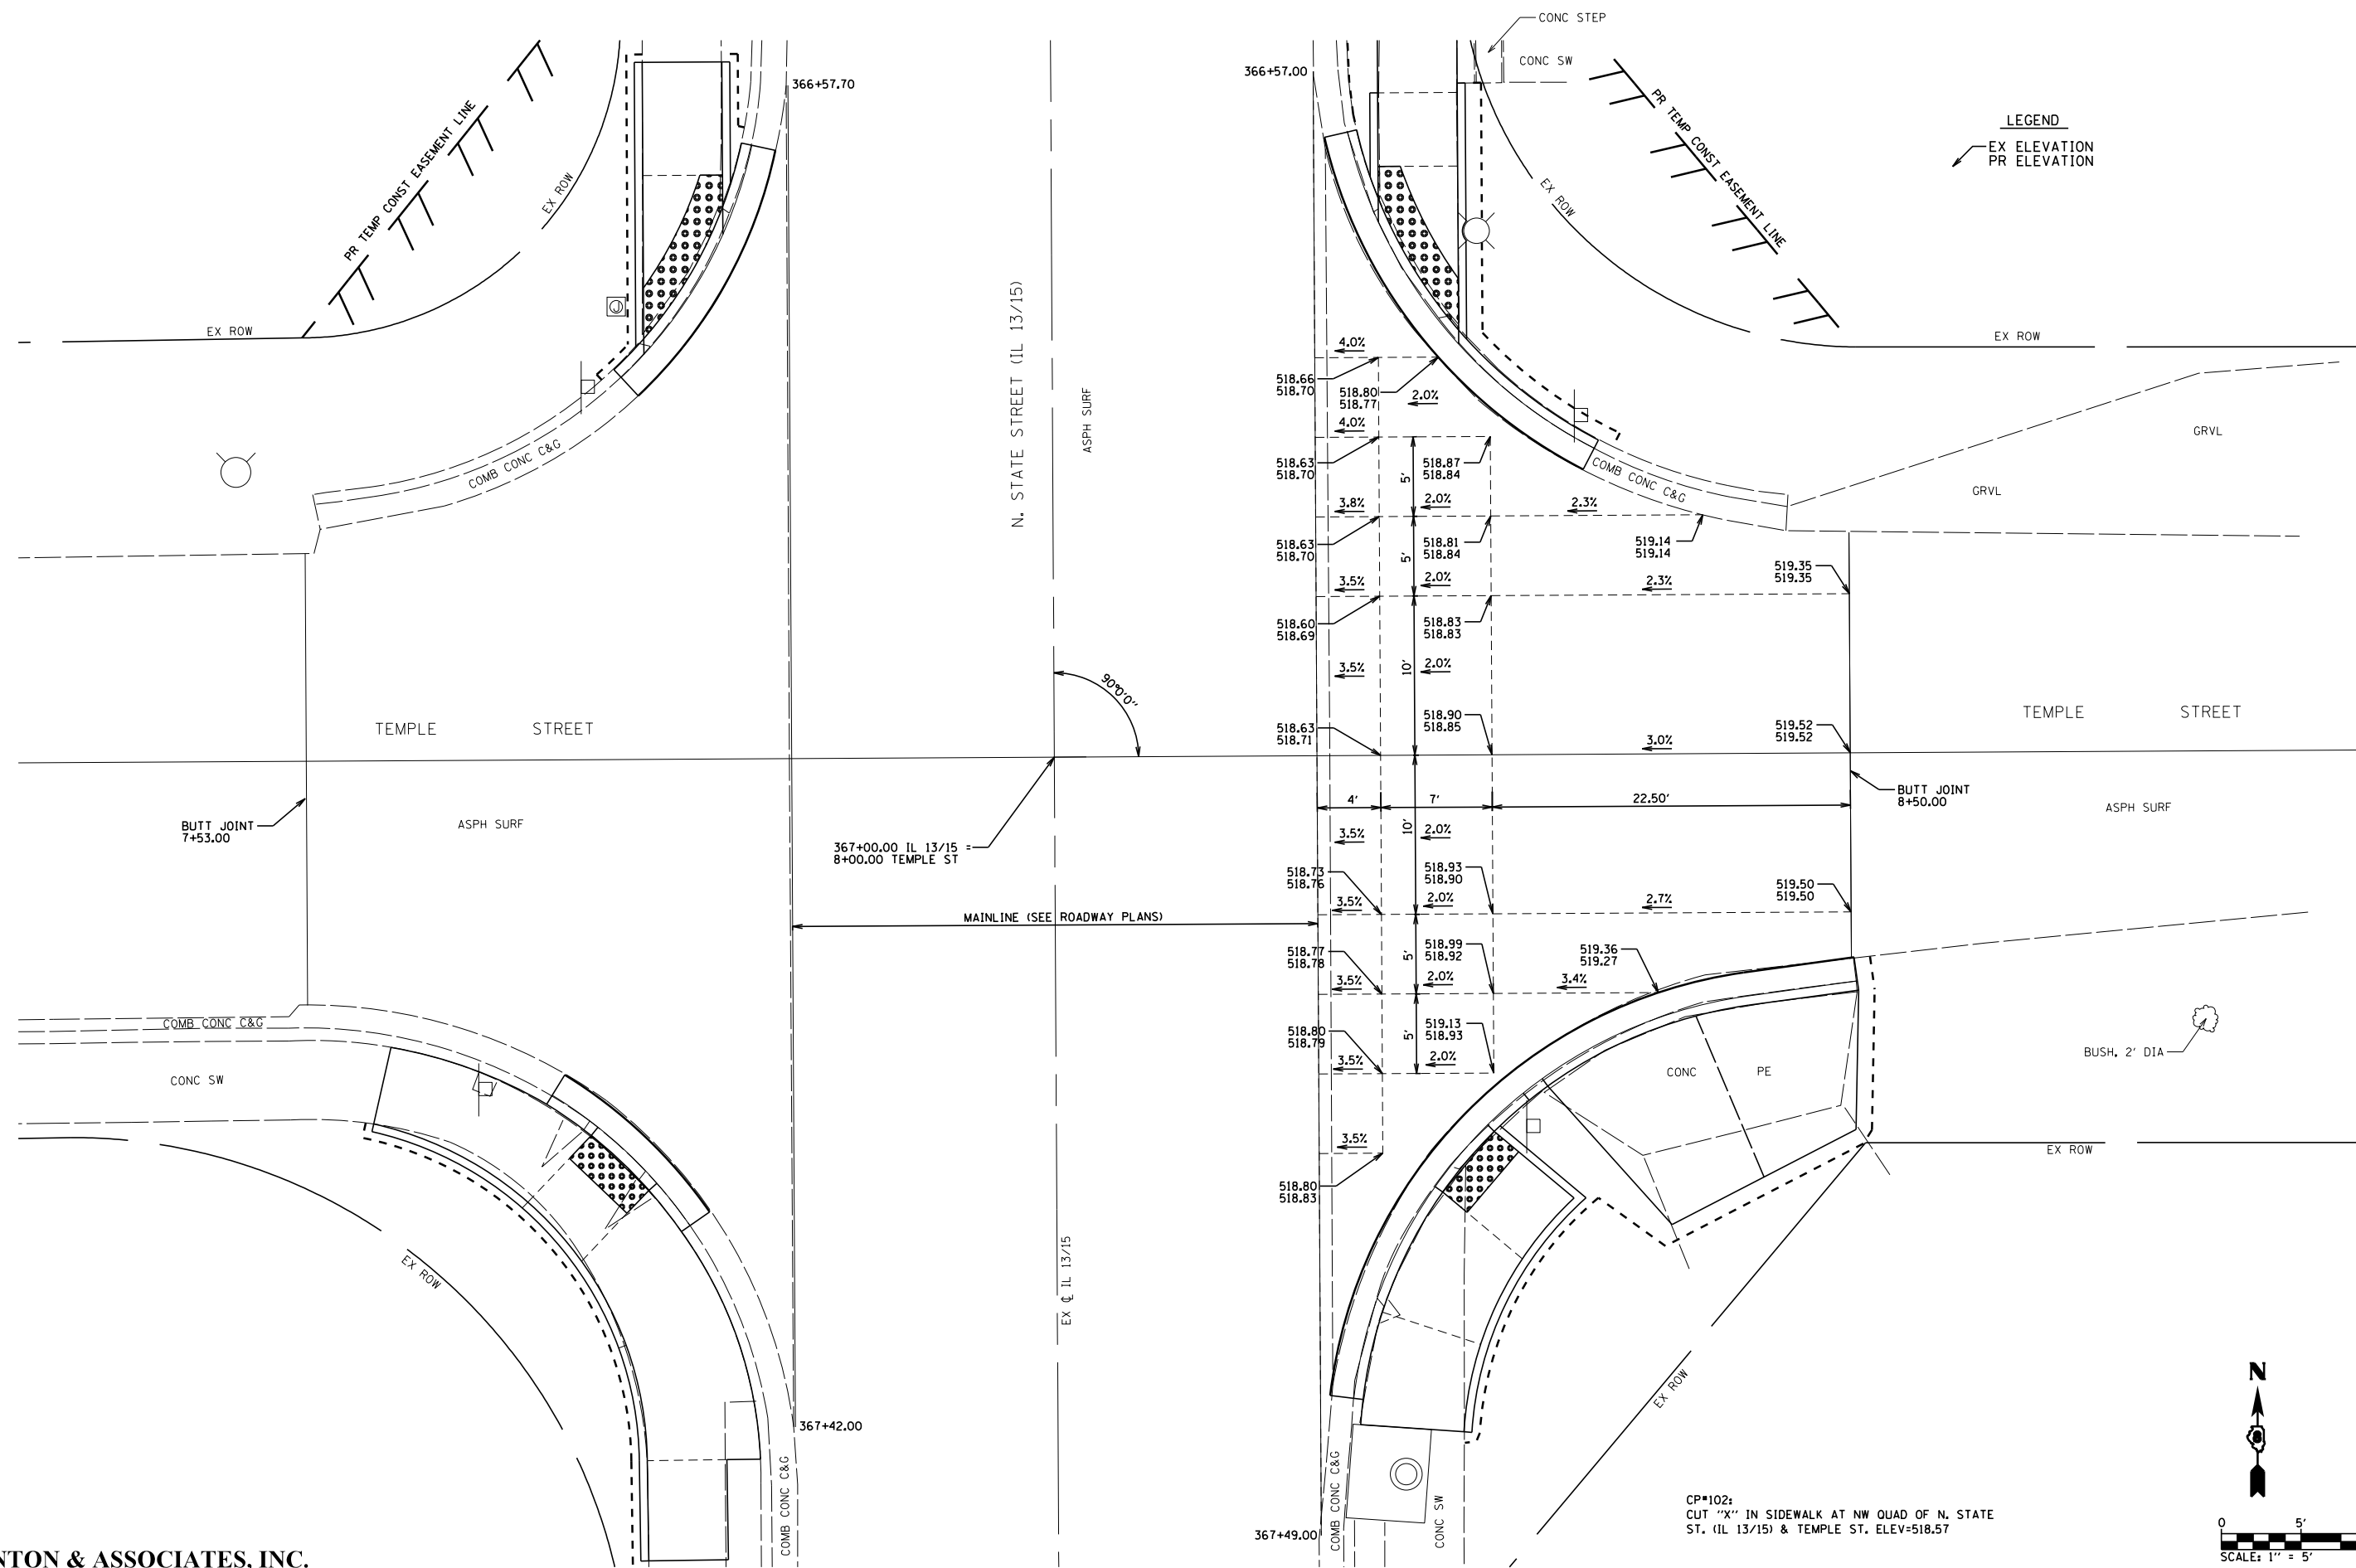 CONC STEP
CONC SW
366+57.70
366+57.00
LEGEND
EX ELEVATION
PR ELEVATION
PR TEMP CONST EASEMENT LINE
EX ROW
PR TEMP CONST EASEMENT LINE
EX ROW
EX ROW
EX ROW
J
N. STATE STREET (IL 13/15)
ASPH SURF
4.0%
518.66
518.70
518.80
518.77
2.0%
4.0%
518.63
518.70
5'
518.87
518.84
3.8%
2.0%
2.3%
COMB CONC C&G
COMB CONC C&G
GRVL
GRVL
518.63
518.70
5'
518.81
518.84
519.14
519.14
519.35
519.35
3.5%
2.0%
2.3%
518.60
518.69
518.83
518.83
3.5%
10'
2.0%
90°0'0"
TEMPLE STREET
TEMPLE STREET
518.63
518.71
518.90
518.85
3.0%
519.52
519.52
4'
7'
22.50'
BUTT JOINT
8+50.00
BUTT JOINT
7+53.00
ASPH SURF
ASPH SURF
367+00.00 IL 13/15 =
8+00.00 TEMPLE ST
3.5%
10'
2.0%
518.73
518.76
518.93
518.90
519.50
519.50
3.5%
2.0%
2.7%
MAINLINE (SEE ROADWAY PLANS)
518.77
518.78
5'
518.99
518.92
519.36
519.27
3.5%
2.0%
3.4%
COMB CONC C&G
518.80
518.79
5'
519.13
518.93
3.5%
2.0%
CONC SW
CONC
PE
BUSH, 2' DIA
3.5%
EX ROW
518.80
518.83
EX ROW
EX ℄ IL 13/15
EX ROW
367+42.00
COMB CONC C&G
COMB CONC C&G
CONC SW
367+49.00
N
CP#102:
CUT "X" IN SIDEWALK AT NW QUAD OF N. STATE
ST. (IL 13/15) & TEMPLE ST. ELEV=518.57
0 5'
SCALE: 1" = 5'
NTON & ASSOCIATES, INC.